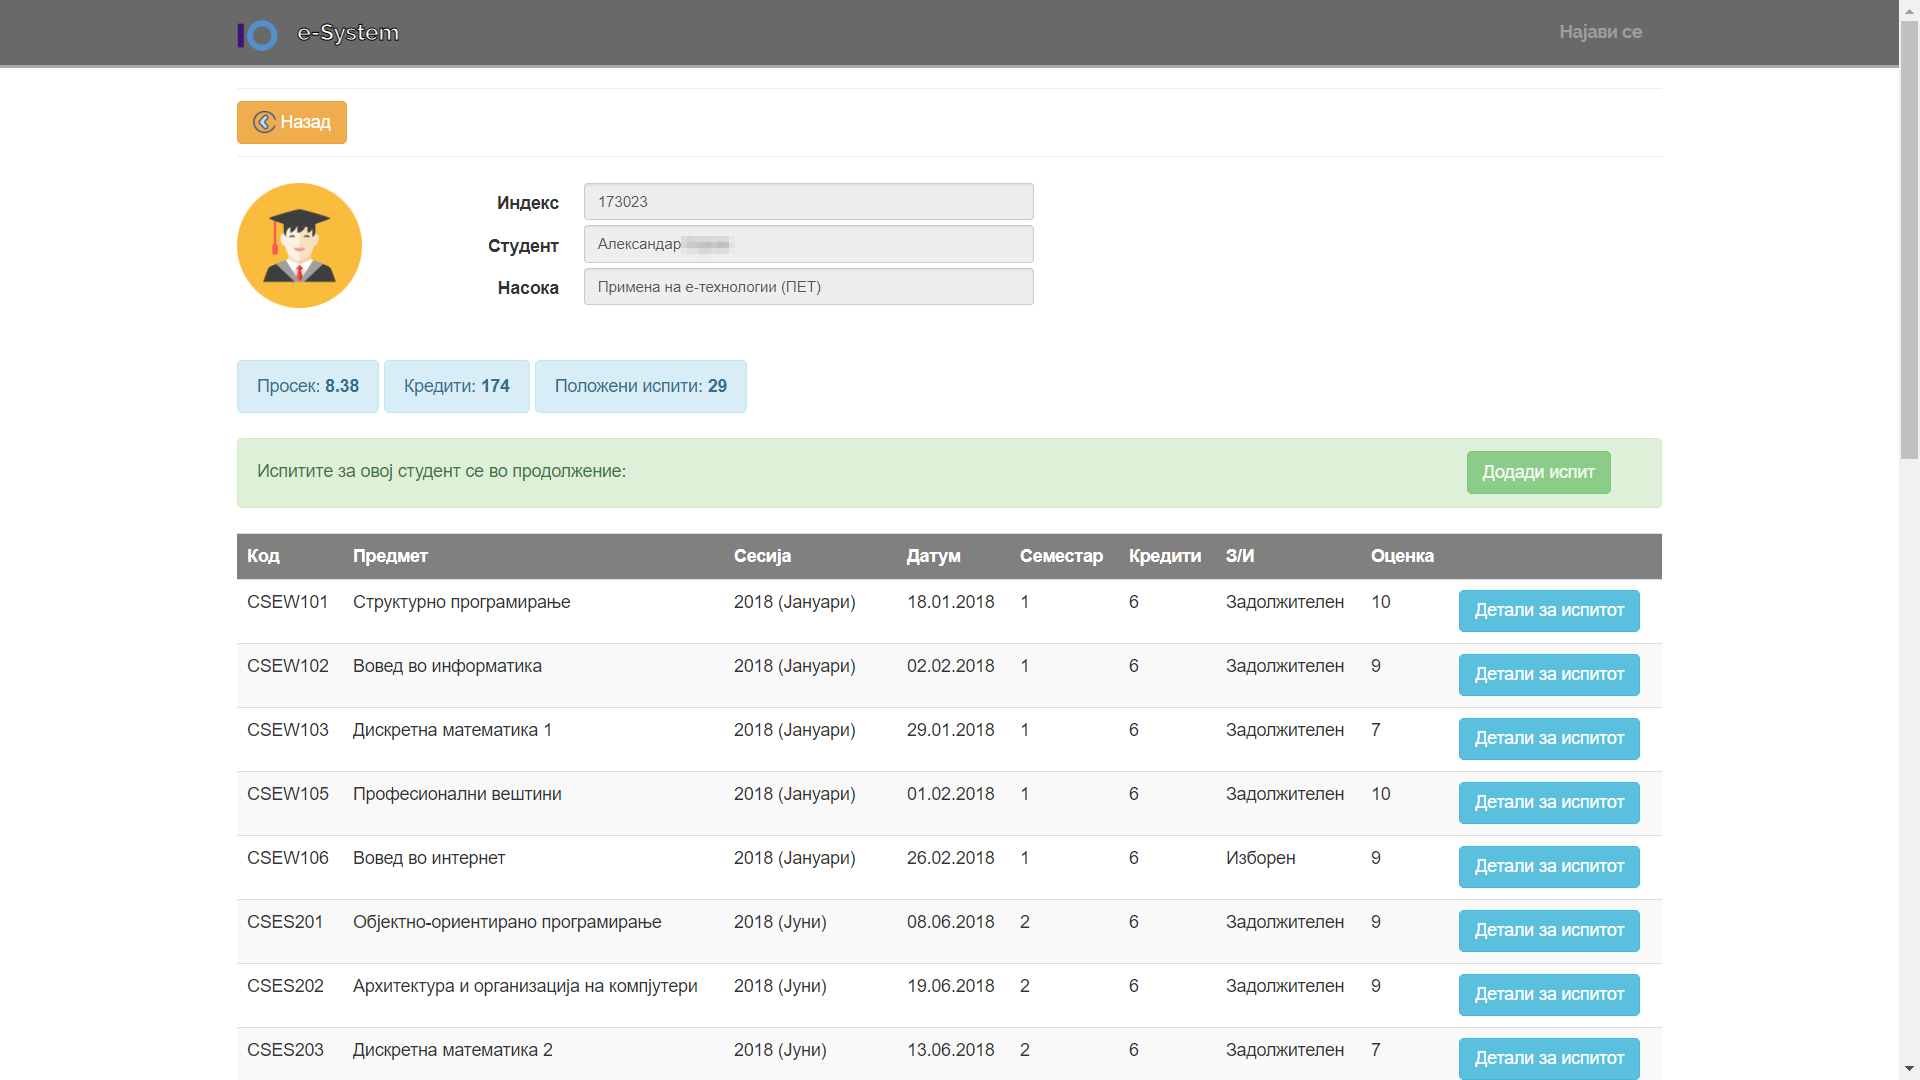 IO e-System Најави се
Назад
Индекс 173023
Студент Александар
Насока Примена на е-технологии (ПЕТ)
Просек: 8.38 Кредити: 174 Положени испити: 29
Испитите за овој студент се во продолжение: Додади испит
Код Предмет Сесија Датум Семестар Кредити З/И Оценка
CSEW101 Структурно програмирање 2018 (Јануари) 18.01.2018 1 6 Задолжителен 10 Детали за испитот
CSEW102 Вовед во информатика 2018 (Јануари) 02.02.2018 1 6 Задолжителен 9 Детали за испитот
CSEW103 Дискретна математика 1 2018 (Јануари) 29.01.2018 1 6 Задолжителен 7 Детали за испитот
CSEW105 Професионални вештини 2018 (Јануари) 01.02.2018 1 6 Задолжителен 10 Детали за испитот
CSEW106 Вовед во интернет 2018 (Јануари) 26.02.2018 1 6 Изборен 9 Детали за испитот
CSES201 Објектно-ориентирано програмирање 2018 (Јуни) 08.06.2018 2 6 Задолжителен 9 Детали за испитот
CSES202 Архитектура и организација на компјутери 2018 (Јуни) 19.06.2018 2 6 Задолжителен 9 Детали за испитот
CSES203 Дискретна математика 2 2018 (Јуни) 13.06.2018 2 6 Задолжителен 7 Детали за испитот